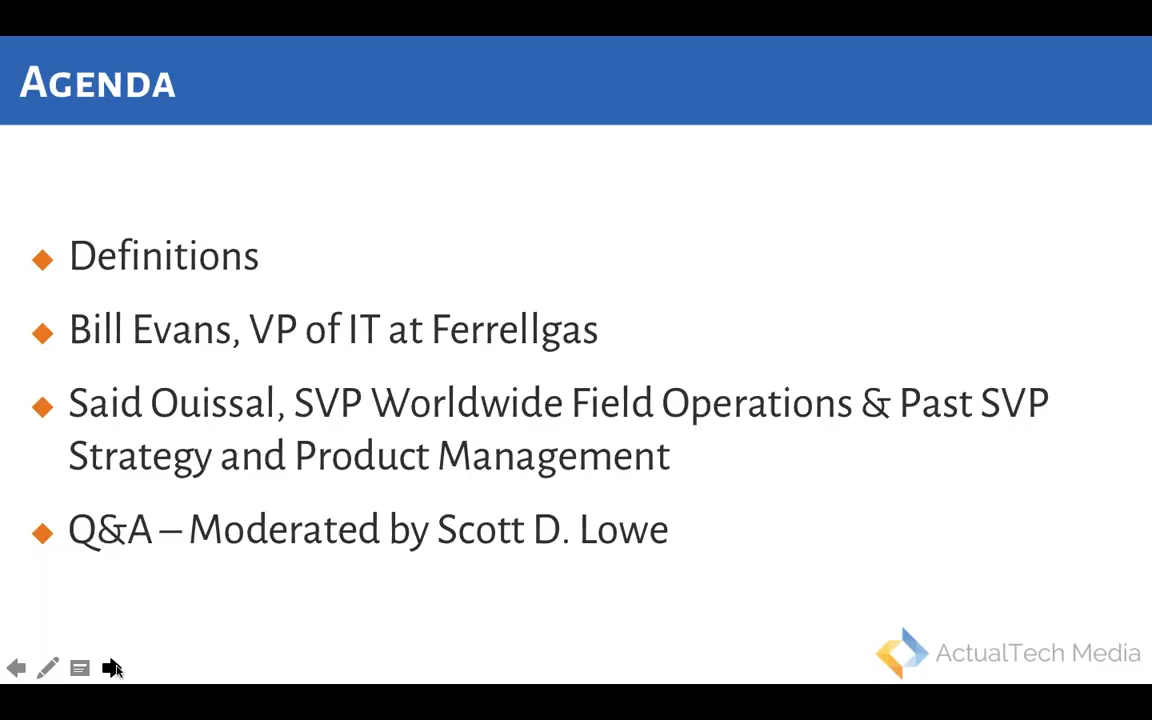 AGENDA
Definitions
Bill Evans, VP of IT at Ferrellgas
Said Ouissal, SVP Worldwide Field Operations & Past SVP
Strategy and Product Management
Q&A – Moderated by Scott D. Lowe
ActualTech Media